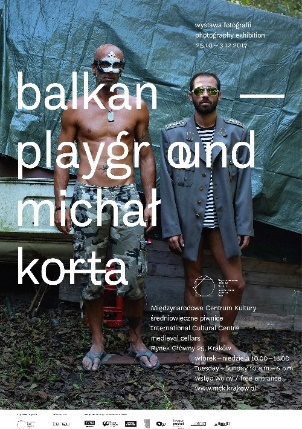 wystawa fotografii
photography exhibition
balkan —
playground
michał
korta
Międzynarodowe Centrum Kultury
średniowieczne piwnice
International Cultural Centre
medieval cellars
Rynek Główny 25, Kraków
wtorek – niedziela 10.00 – 18.00
Tuesday – Sunday 10 a.m. – 6 p.m.
wstęp wolny / free entrance
www.mck.krakow.pl